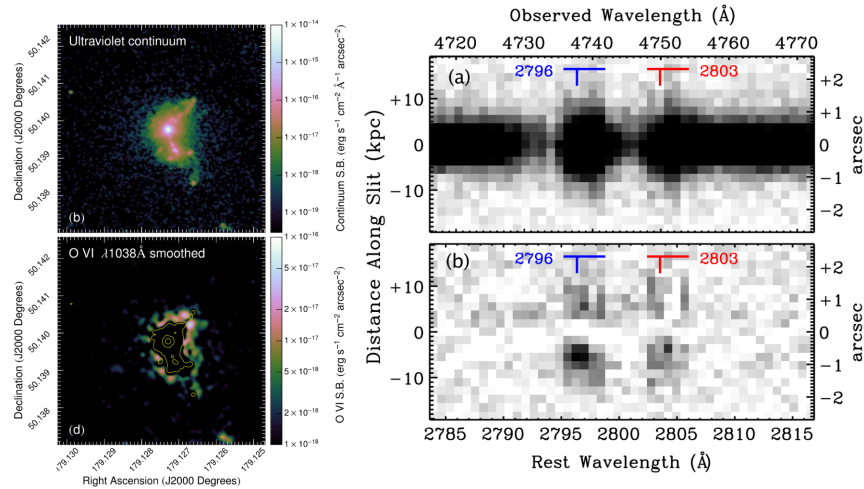 Ultraviolet continuum
(b)
50.142
50.141
50.140
50.139
50.138
Declination (J2000 Degrees)
1 × 10⁻¹⁴
1 × 10⁻¹⁵
1 × 10⁻¹⁶
1 × 10⁻¹⁷
1 × 10⁻¹⁸
1 × 10⁻¹⁹
Continuum S.B. (erg s⁻¹ cm⁻² Å⁻¹ arcsec⁻²)
O VI λ1038Å smoothed
(d)
50.142
50.141
50.140
50.139
50.138
Declination (J2000 Degrees)
1 × 10⁻¹⁶
5 × 10⁻¹⁷
2 × 10⁻¹⁷
1 × 10⁻¹⁷
5 × 10⁻¹⁸
2 × 10⁻¹⁸
1 × 10⁻¹⁸
O VI S.B. (erg s⁻¹ cm⁻² arcsec⁻²)
179.130 179.129 179.128 179.127 179.126 179.125
Right Ascension (J2000 Degrees)
Observed Wavelength (Å)
4720 4730 4740 4750 4760 4770
(a) 2796 2803
+10
0
-10
+2
+1
0
-1
-2
arcsec
Distance Along Slit (kpc)
(b) 2796 2803
+10
0
-10
+2
+1
0
-1
-2
arcsec
2785 2790 2795 2800 2805 2810 2815
Rest Wavelength (Å)